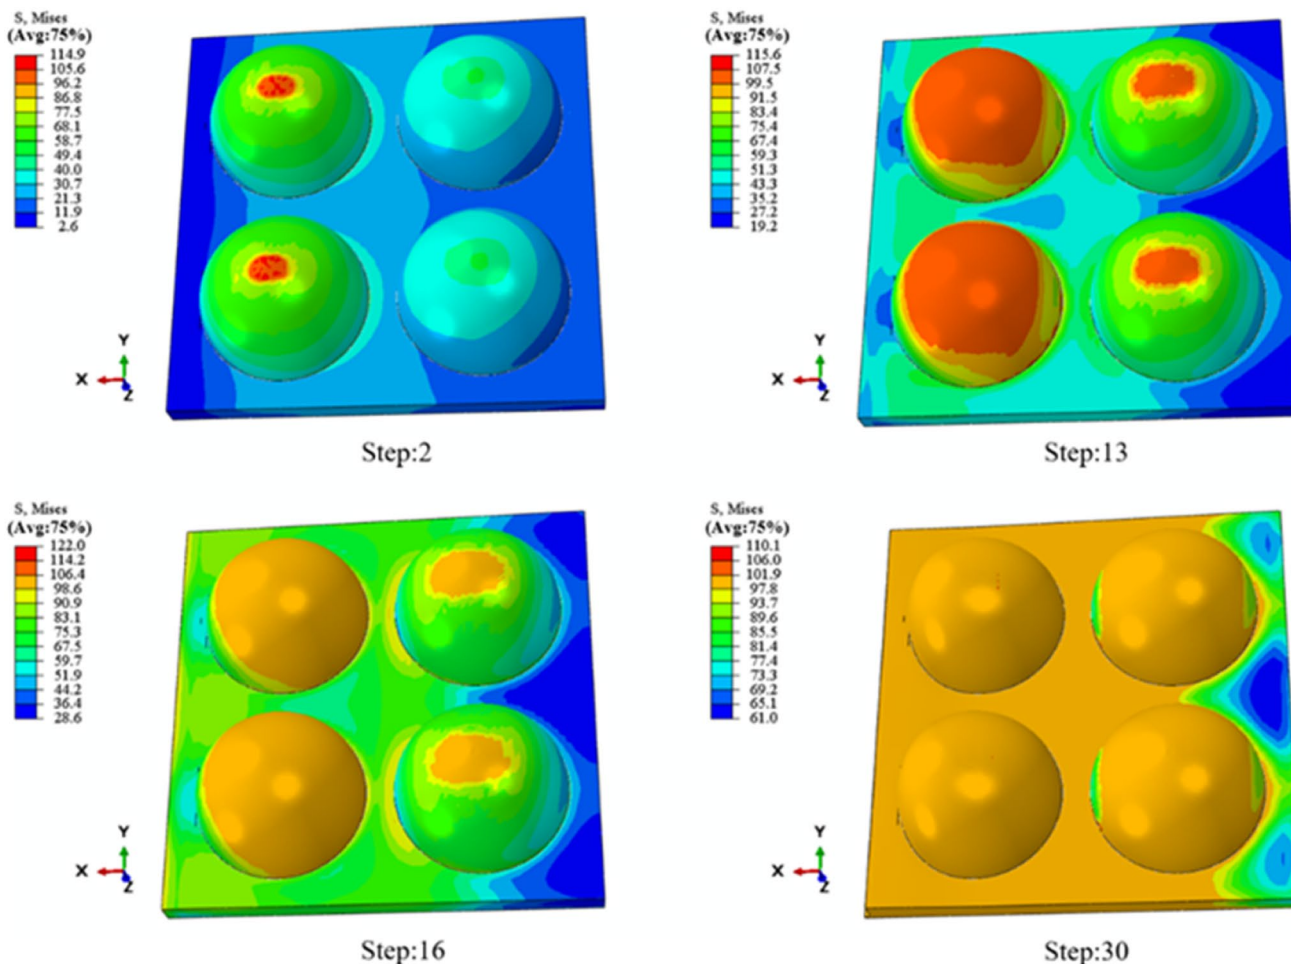 S, Mises
(Avg:75%)
114.9
105.6
96.2
86.8
77.5
68.1
58.7
49.4
40.0
30.7
21.3
11.9
2.6
Y
X
Z
Step:2
S, Mises
(Avg:75%)
115.6
107.5
99.5
91.5
83.4
75.4
67.4
59.3
51.3
43.3
35.2
27.2
19.2
Y
X
Z
Step:13
S, Mises
(Avg:75%)
122.0
114.2
106.4
98.6
90.9
83.1
75.3
67.5
59.7
51.9
44.2
36.4
28.6
Y
X
Z
Step:16
S, Mises
(Avg:75%)
110.1
106.0
101.9
97.8
93.7
89.6
85.5
81.4
77.3
73.3
69.2
65.1
61.0
Y
X
Z
Step:30